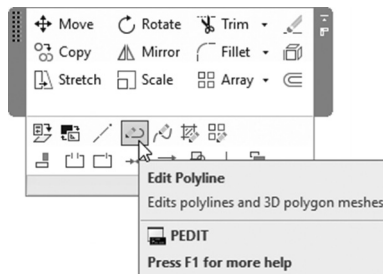 Move Rotate Trim
Copy Mirror Fillet
Stretch Scale Array
Edit Polyline
Edits polylines and 3D polygon meshes
PEDIT
Press F1 for more help